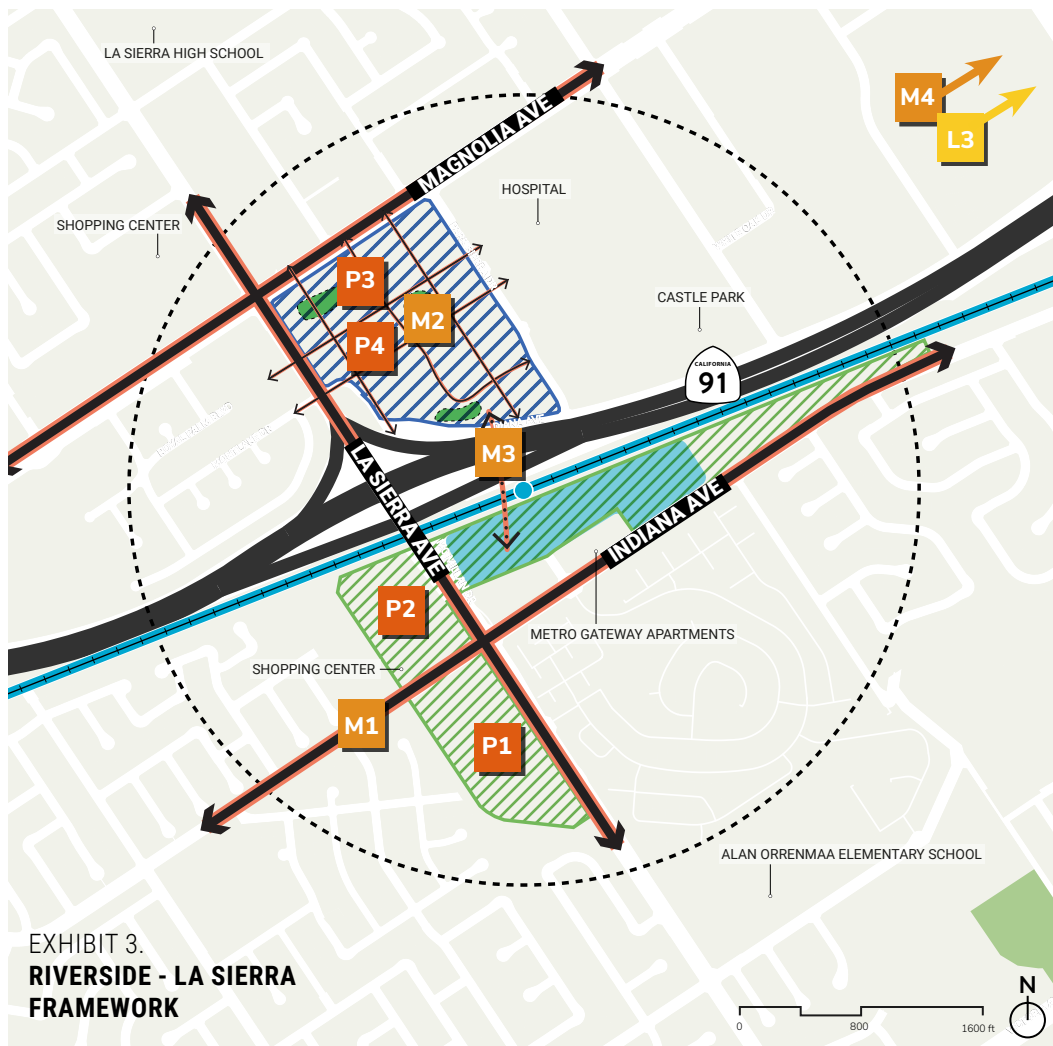 LA SIERRA HIGH SCHOOL
MAGNOLIA AVE
M4
L3
HOSPITAL
SHOPPING CENTER
P3
M2
P4
CASTLE PARK
CALIFORNIA
91
M3
LA SIERRA AVE
INDIANA AVE
P2
METRO GATEWAY APARTMENTS
SHOPPING CENTER
M1
P1
ALAN ORRENMAA ELEMENTARY SCHOOL
EXHIBIT 3.
RIVERSIDE - LA SIERRA
FRAMEWORK
N
0
800
1600 ft